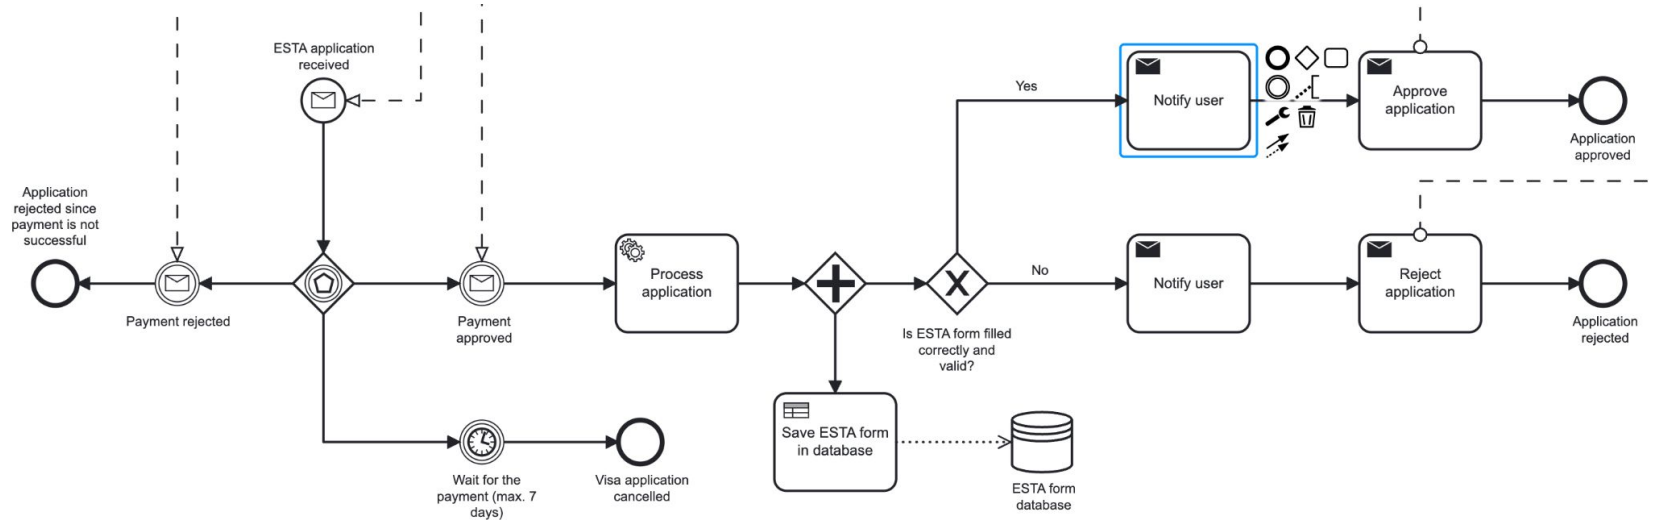 ESTA application
received
Yes
Notify user
Approve
application
Application
approved
Application
rejected since
payment is not
successful
Payment rejected
Payment
approved
Process
application
X
Is ESTA form filled
correctly and
valid?
No
Notify user
Reject
application
Application
rejected
Wait for the
payment (max. 7
days)
Visa application
cancelled
Save ESTA form
in database
ESTA form
database